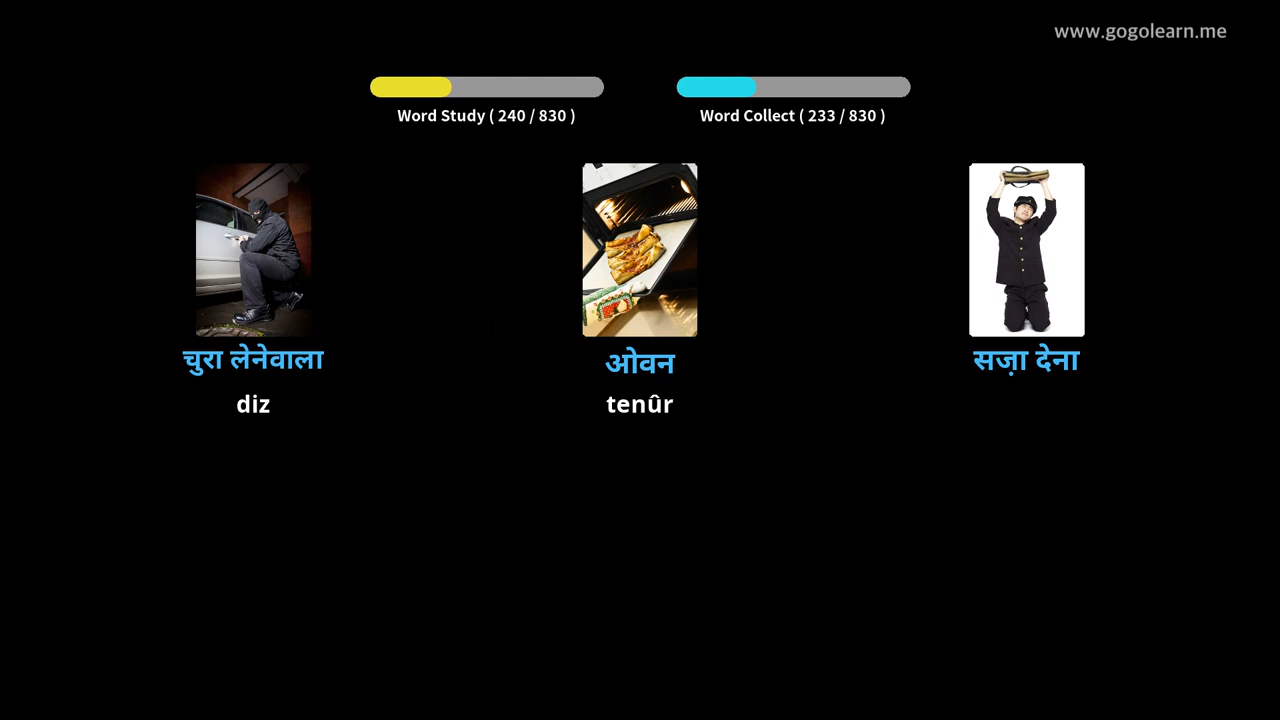 www.gogolearn.me
Word Study ( 240 / 830 )
Word Collect ( 233 / 830 )
चुरा लेनेवाला
ओवन
सज़ा देना
diz
tenûr